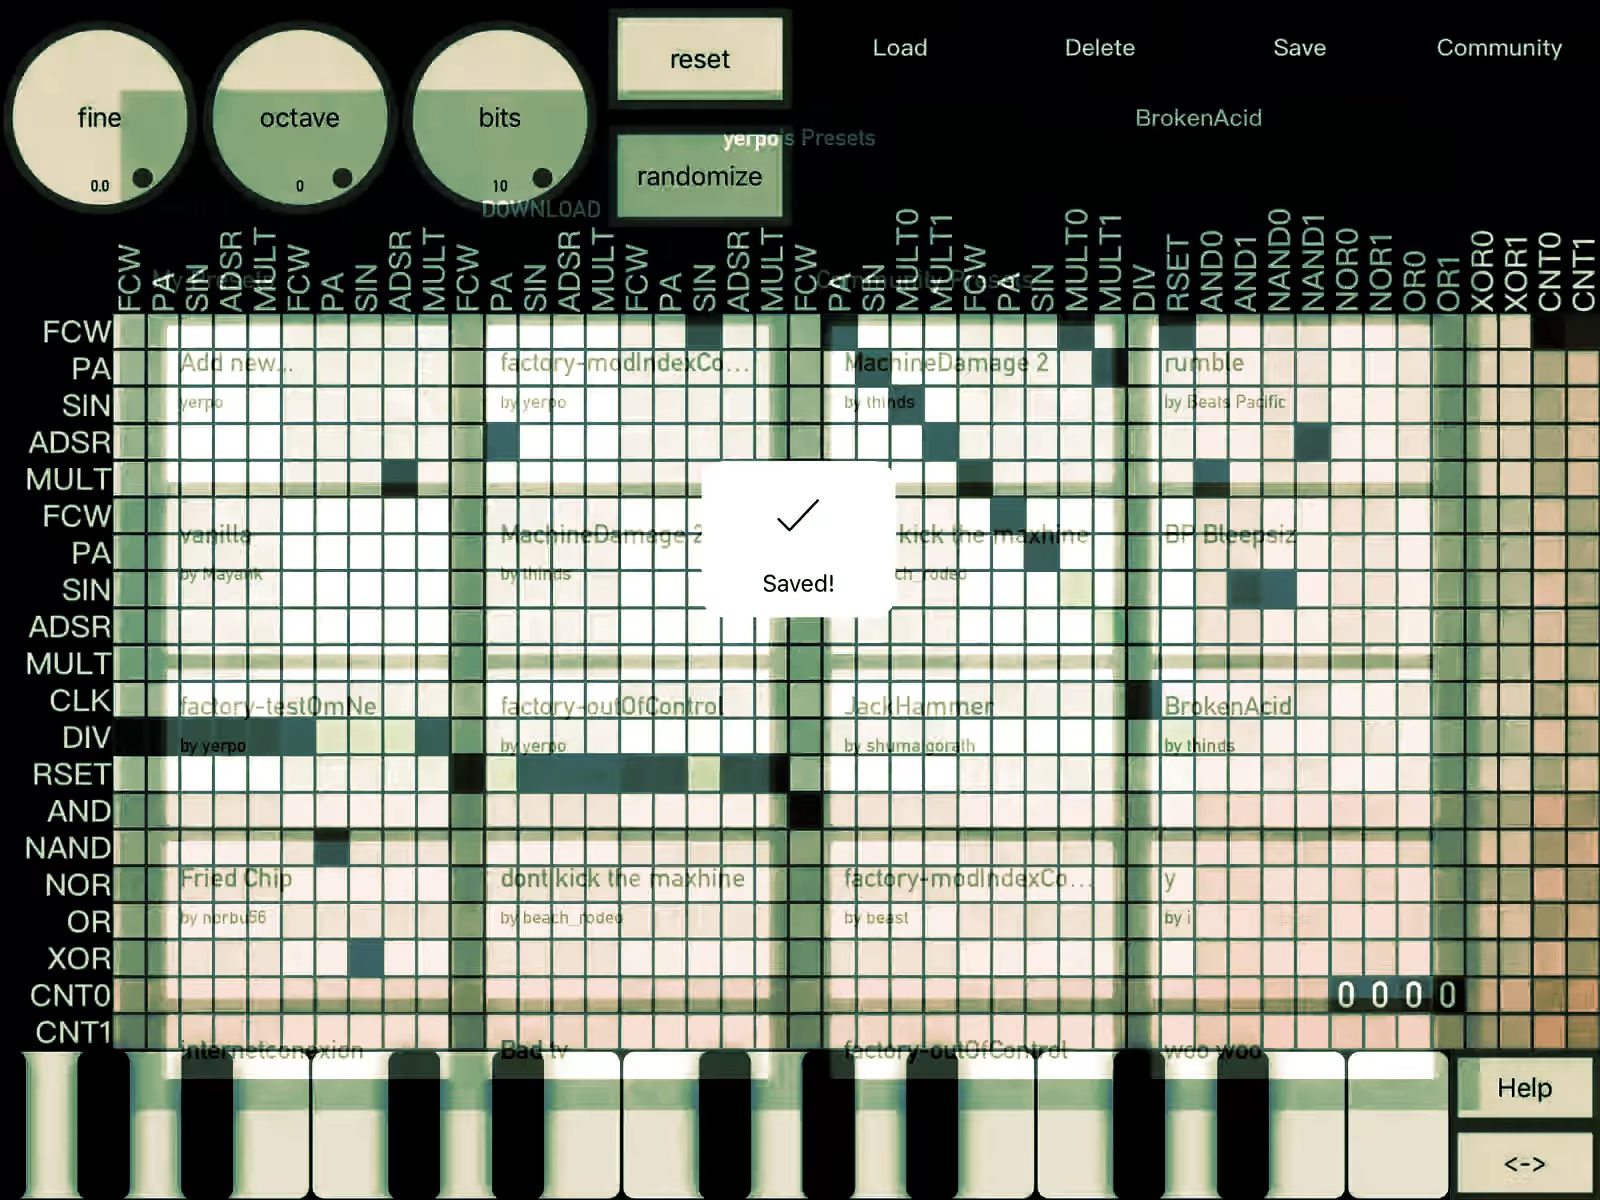 fine
0.0
octave
0
bits
10
reset
randomize
Load
Delete
Save
Community
BrokenAcid
yerpo's Presets
DOWNLOAD
My Presets
Community Presets
FCW PA SIN ADSR MULT FCW PA SIN ADSR MULT FCW PA SIN ADSR MULT FCW PA SIN ADSR MULT FCW PA SIN MULT0 MULT1 FCW PA SIN MULT0 MULT1 DIV RSET AND0 AND1 NAND0 NAND1 NOR0 NOR1 OR0 OR1 XOR0 XOR1 CNT0 CNT1
FCW
PA
SIN
ADSR
MULT
FCW
PA
SIN
ADSR
MULT
CLK
DIV
RSET
AND
NAND
NOR
OR
XOR
CNT0
CNT1
Add new...
yerpo
factory-modIndexCo...
by yerpo
MachineDamage 2
by thinds
rumble
by Beats Pacific
vanilla
by Mayank
MachineDamage 2
by thinds
kick the maxhine
ch_rodeo
BP Bleepsiz
Saved!
factory-testOmNe
by yerpo
factory-outOfControl
by yerpo
JackHammer
by shuma gorath
BrokenAcid
by thinds
Fried Chip
by norbu56
dont kick the maxhine
by beach_rodeo
factory-modIndexCo...
by beast
y
by i
0 0 0 0
internetconexion
Bad tv
factory-outOfControl
woo woo
Help
<->